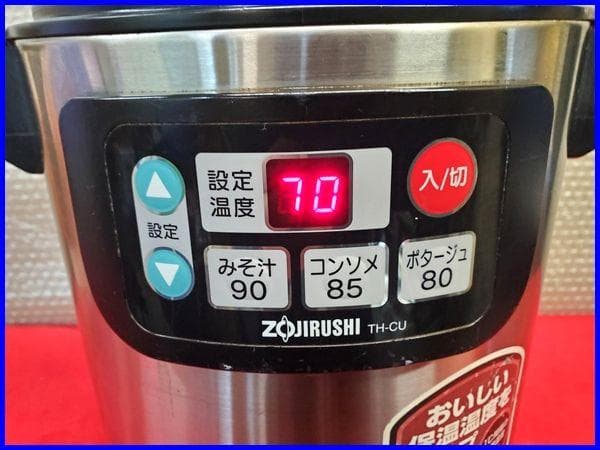 設定
温度
70
入/切
設定
みそ汁
90
コンソメ
85
ポタージュ
80
ZOJIRUSHI TH-CU
おいしい
保温温度を